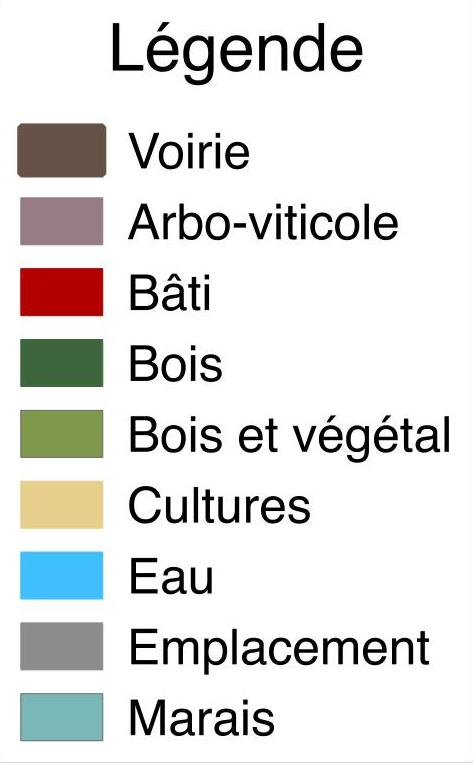 Légende
Voirie
Arbo-viticole
Bâti
Bois
Bois et végétal
Cultures
Eau
Emplacement
Marais